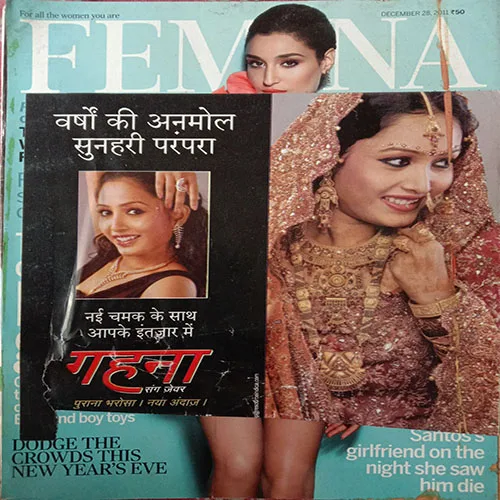 For all the women you are
DECEMBER 28, 2011 ₹50
FEMINA
वर्षों की अनमोल
सुनहरी परपरा
नई चमक के साथ
आपके इंतज़ार में
गहना
संग ज़ेवर
पुराना भरोसा । नया अंदाज़ ।
nd boy toys
DODGE THE
CROWDS THIS
NEW YEAR'S EVE
Santos's
girlfriend on the
night she saw
him die